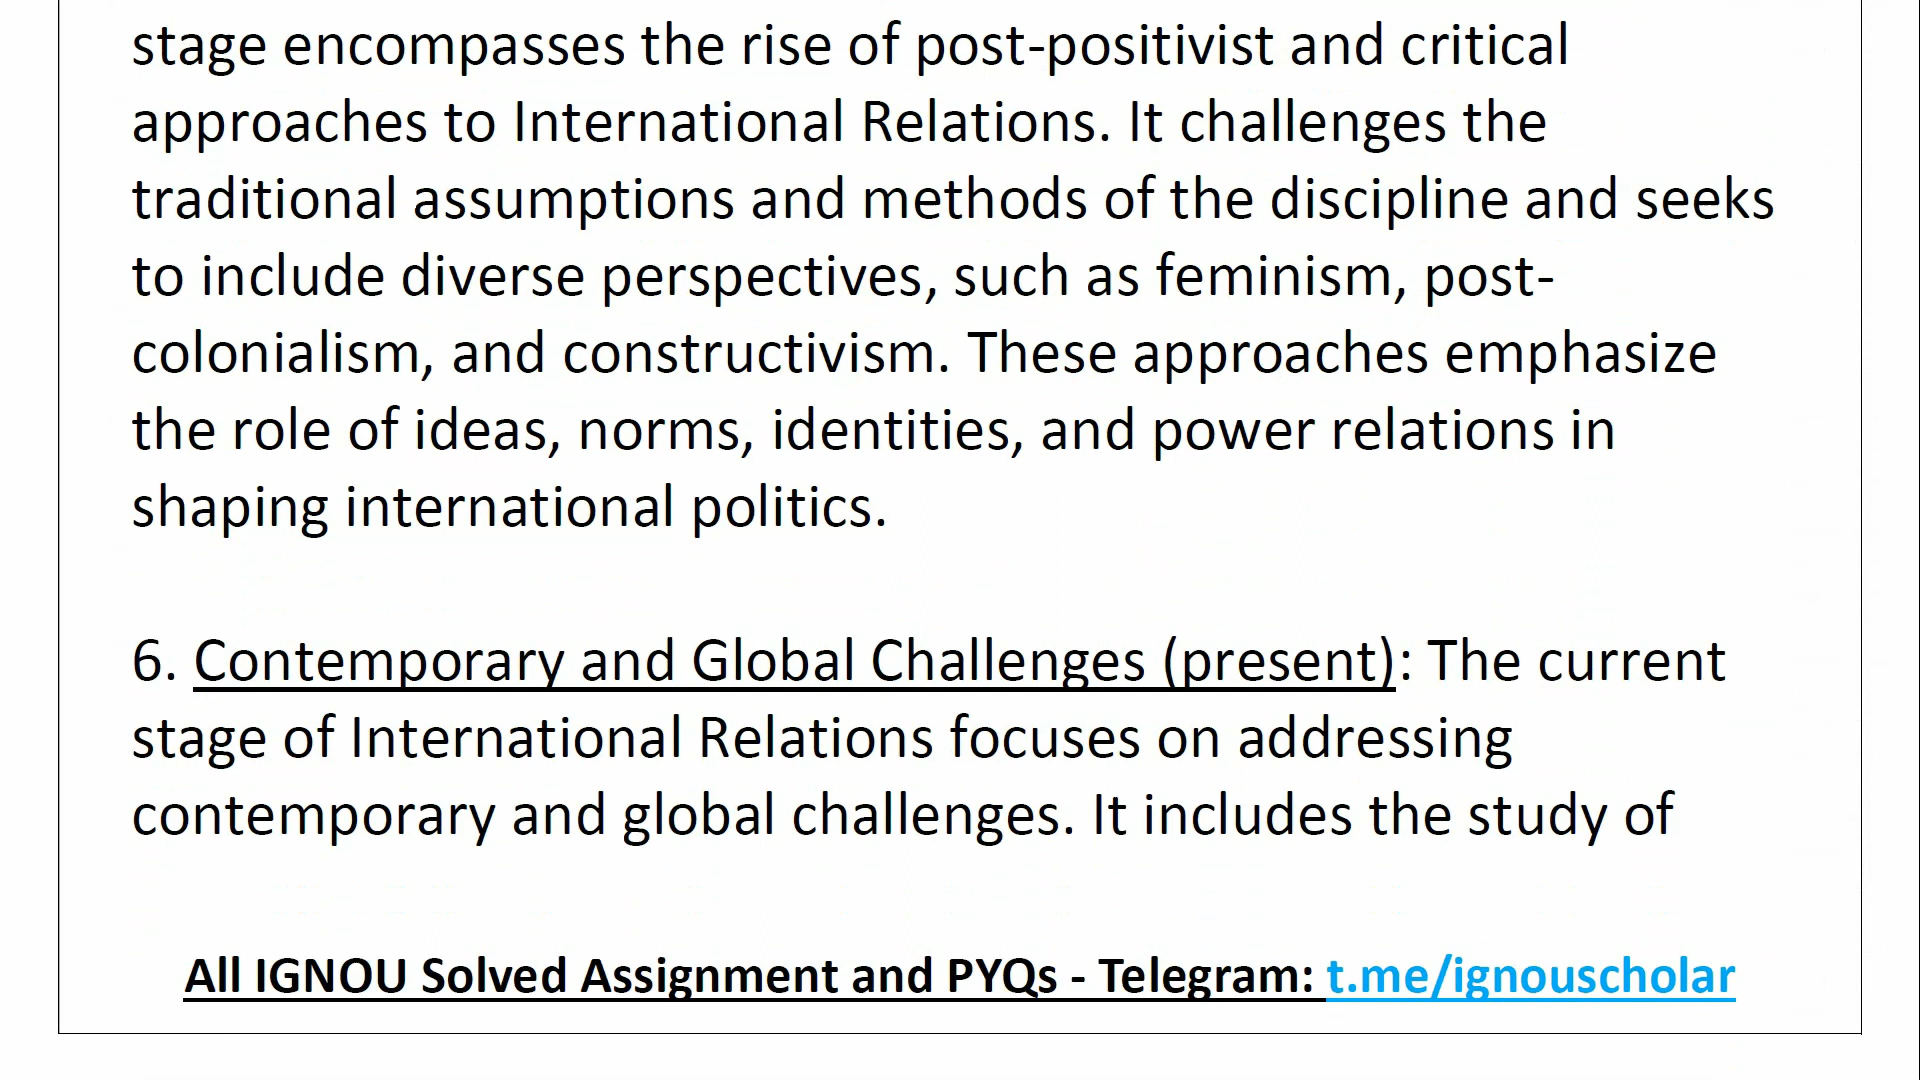 stage encompasses the rise of post-positivist and critical
approaches to International Relations. It challenges the
traditional assumptions and methods of the discipline and seeks
to include diverse perspectives, such as feminism, post-
colonialism, and constructivism. These approaches emphasize
the role of ideas, norms, identities, and power relations in
shaping international politics.
6. Contemporary and Global Challenges (present): The current
stage of International Relations focuses on addressing
contemporary and global challenges. It includes the study of
All IGNOU Solved Assignment and PYQs - Telegram: t.me/ignouscholar